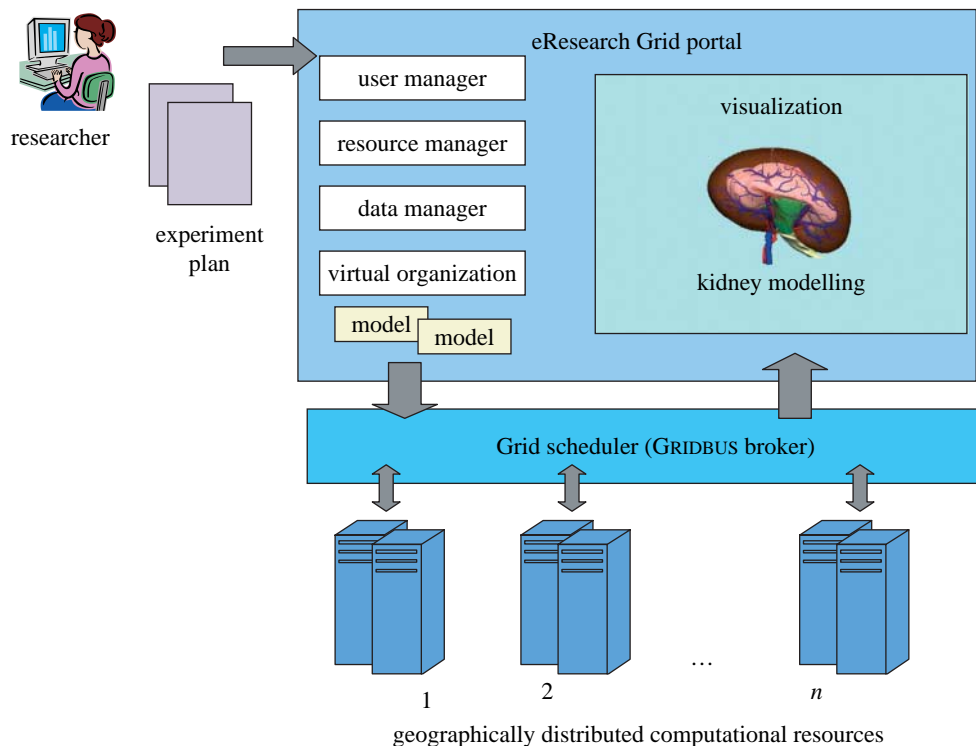 researcher
experiment
plan
eResearch Grid portal
user manager
resource manager
data manager
virtual organization
model
model
visualization
kidney modelling
Grid scheduler (GRIDBUS broker)
1
2
...
n
geographically distributed computational resources